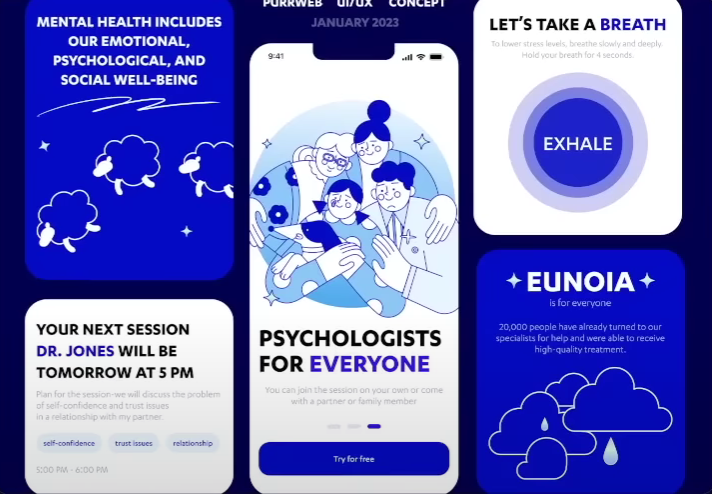 MENTAL HEALTH INCLUDES
OUR EMOTIONAL,
PSYCHOLOGICAL, AND
SOCIAL WELL-BEING
YOUR NEXT SESSION
DR. JONES WILL BE
TOMORROW AT 5 PM
Plan for the session-we will discuss the problem
of self-confidence and trust issues
in a relationship with my partner.
self-confidence trust issues relationship
5:00 PM - 6:00 PM
PURRWEB UI/UX CONCEPT
JANUARY 2023
9:41
PSYCHOLOGISTS
FOR EVERYONE
You can join the session on your own or come
with a partner or family member
Try for free
LET'S TAKE A BREATH
To lower stress levels, breathe slowly and deeply.
Hold your breath for 4 seconds.
EXHALE
EUNOIA
is for everyone
20,000 people have already turned to our
specialists for help and were able to receive
high-quality treatment.